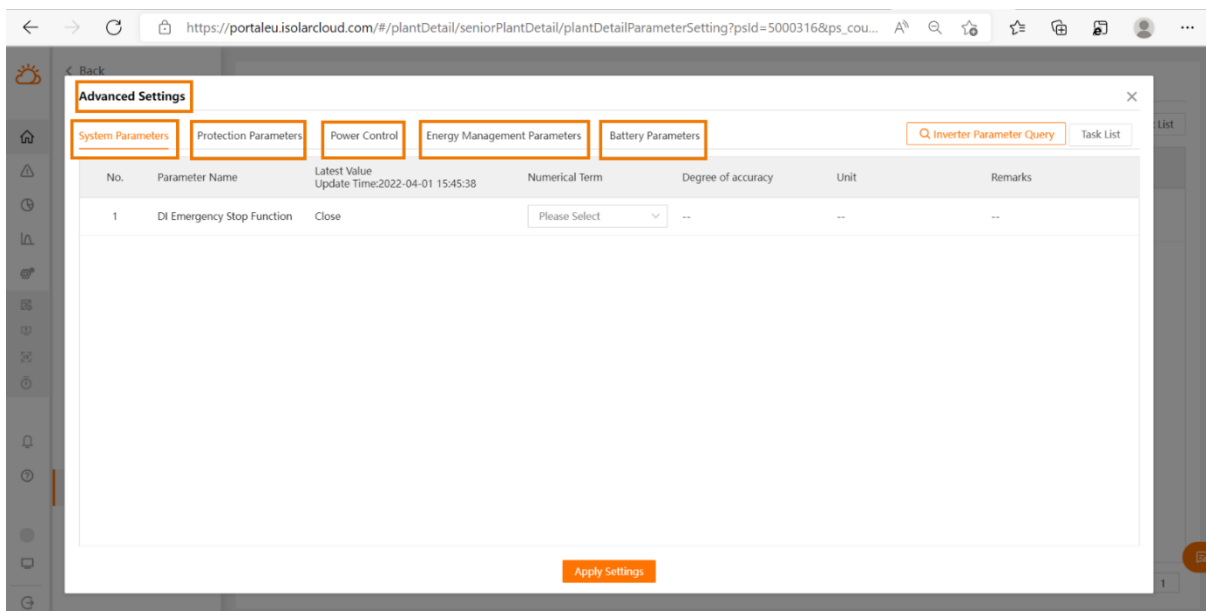 https://portaleu.isolarcloud.com/#/plantDetail/seniorPlantDetail/plantDetailParameterSetting?psId=5000316&ps_cou...
Back
Advanced Settings
List
System Parameters Protection Parameters Power Control Energy Management Parameters Battery Parameters Inverter Parameter Query Task List
No. Parameter Name Latest Value Numerical Term Degree of accuracy Unit Remarks
Update Time:2022-04-01 15:45:38
1 DI Emergency Stop Function Close Please Select -- -- --
Apply Settings
1